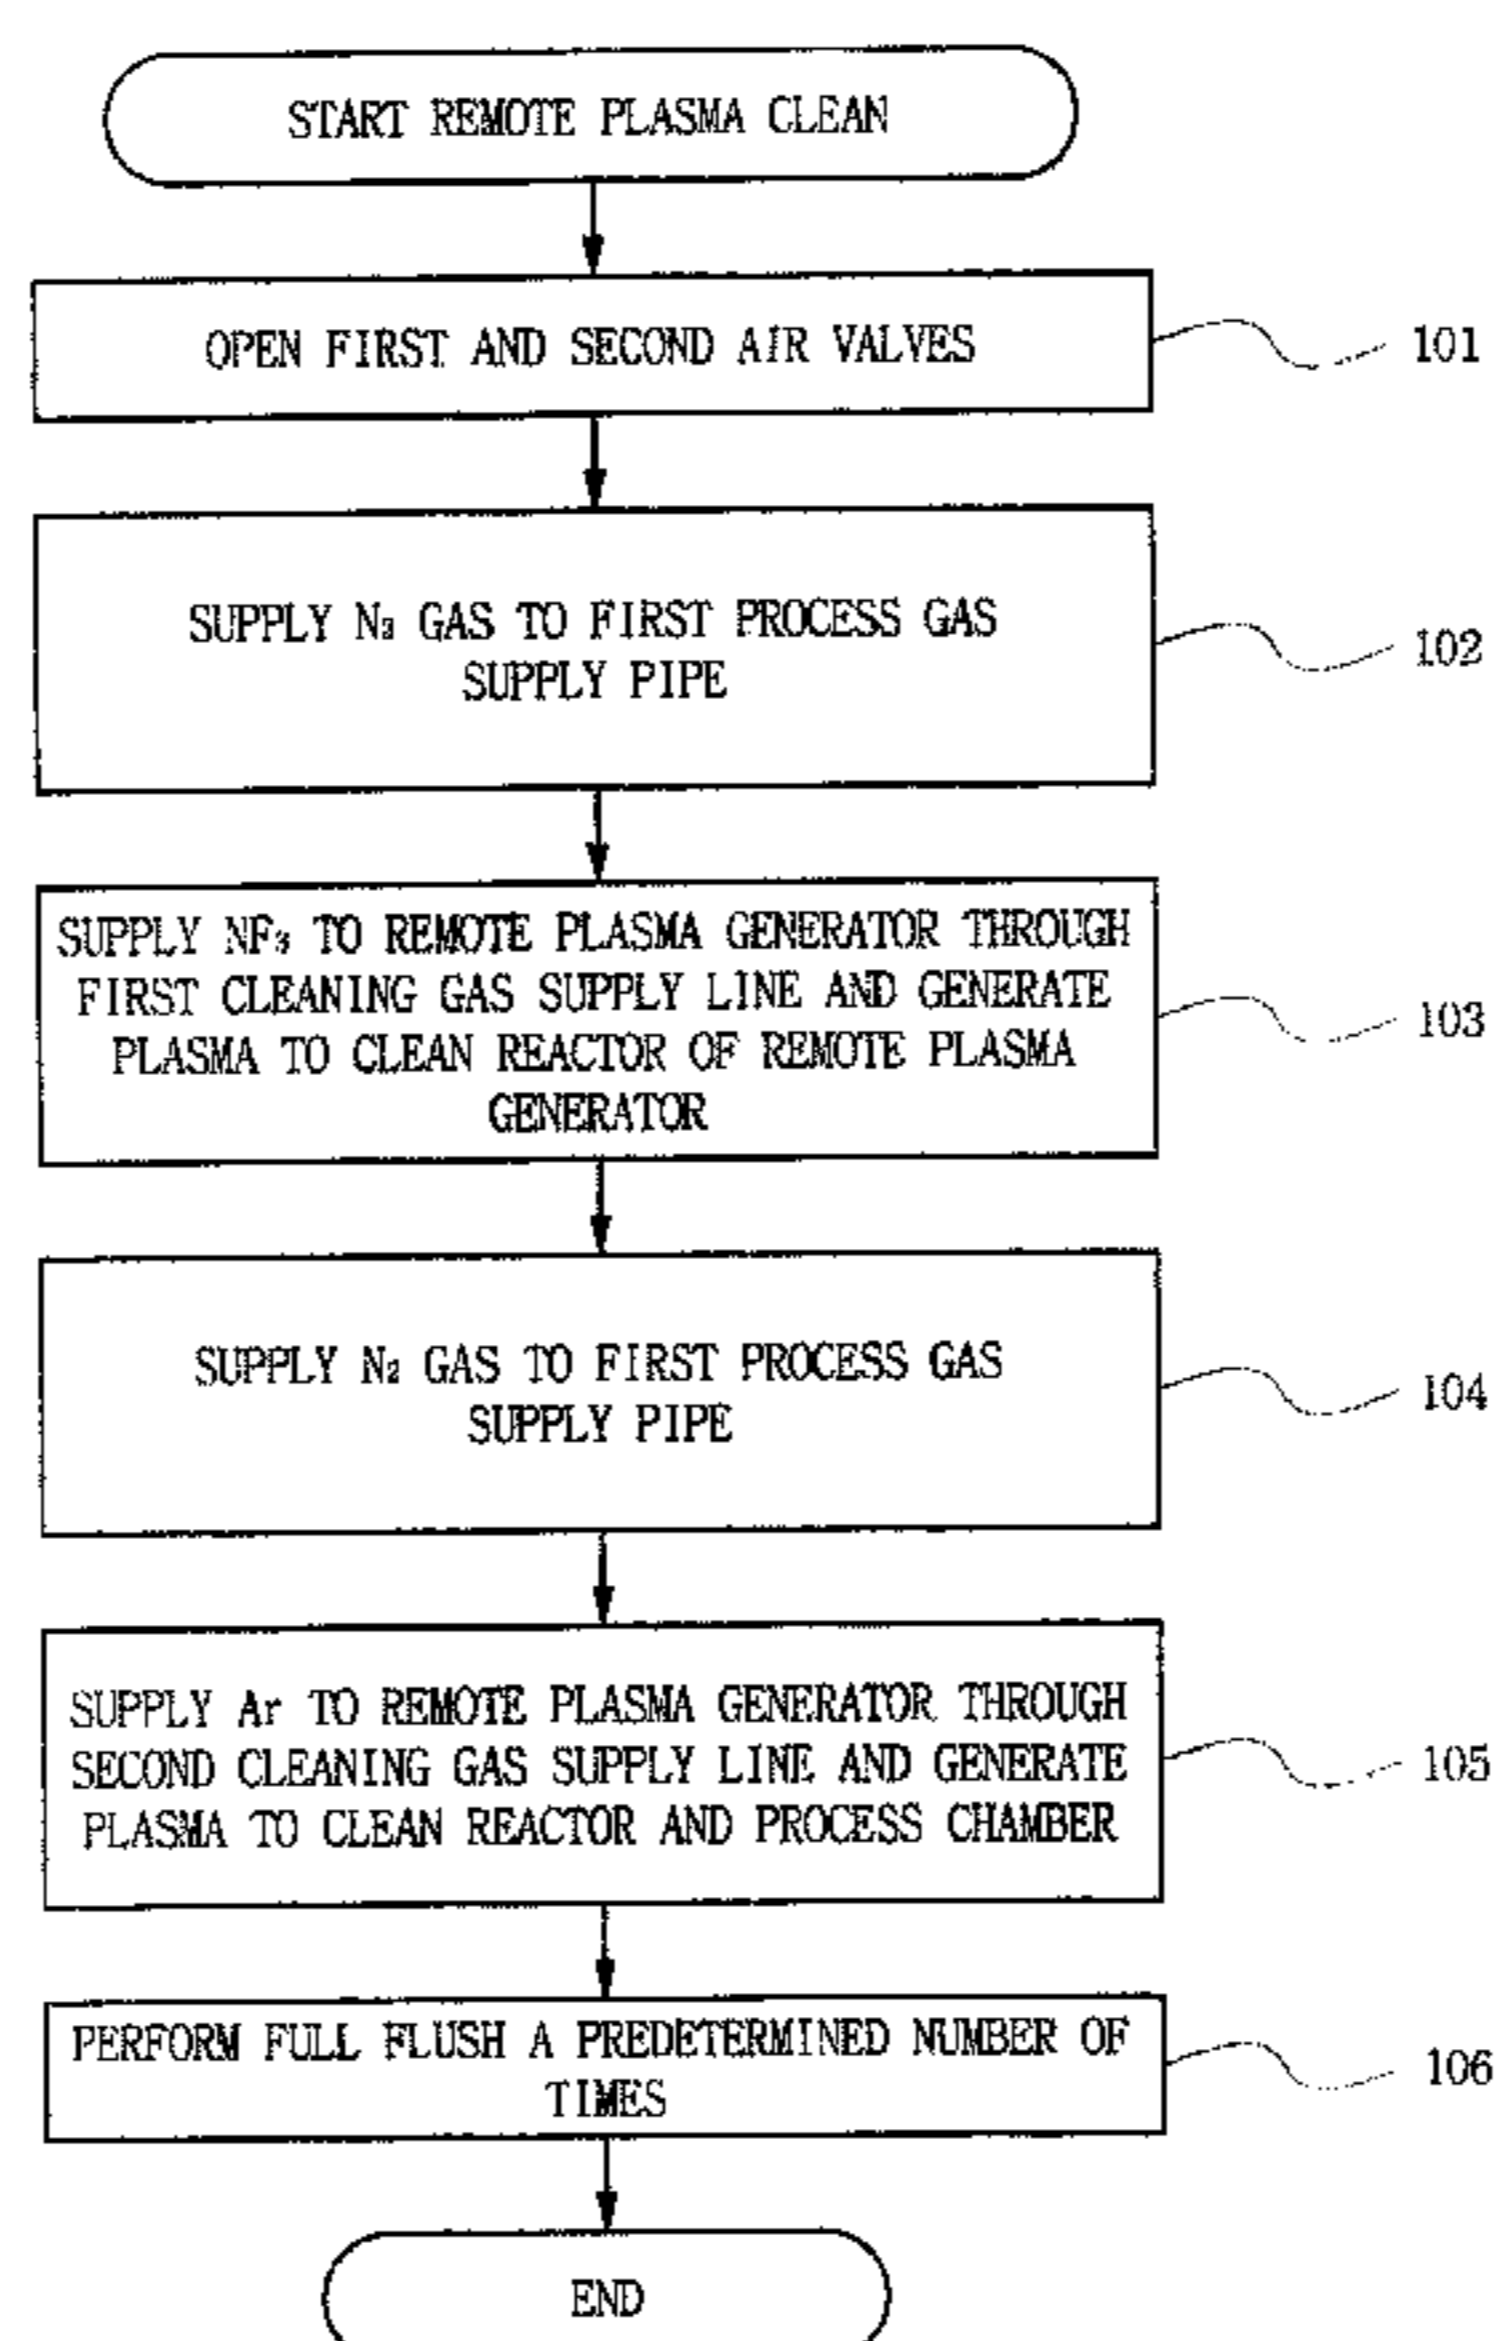 START REMOTE PLASMA CLEAN
OPEN FIRST AND SECOND AIR VALVES
101
SUPPLY N₃ GAS TO FIRST PROCESS GAS
SUPPLY PIPE
102
SUPPLY NF₃ TO REMOTE PLASMA GENERATOR THROUGH
FIRST CLEANING GAS SUPPLY LINE AND GENERATE
PLASMA TO CLEAN REACTOR OF REMOTE PLASMA
GENERATOR
103
SUPPLY N₂ GAS TO FIRST PROCESS GAS
SUPPLY PIPE
104
SUPPLY Ar TO REMOTE PLASMA GENERATOR THROUGH
SECOND CLEANING GAS SUPPLY LINE AND GENERATE
PLASMA TO CLEAN REACTOR AND PROCESS CHAMBER
105
PERFORM FULL FLUSH A PREDETERMINED NUMBER OF
TIMES
106
END